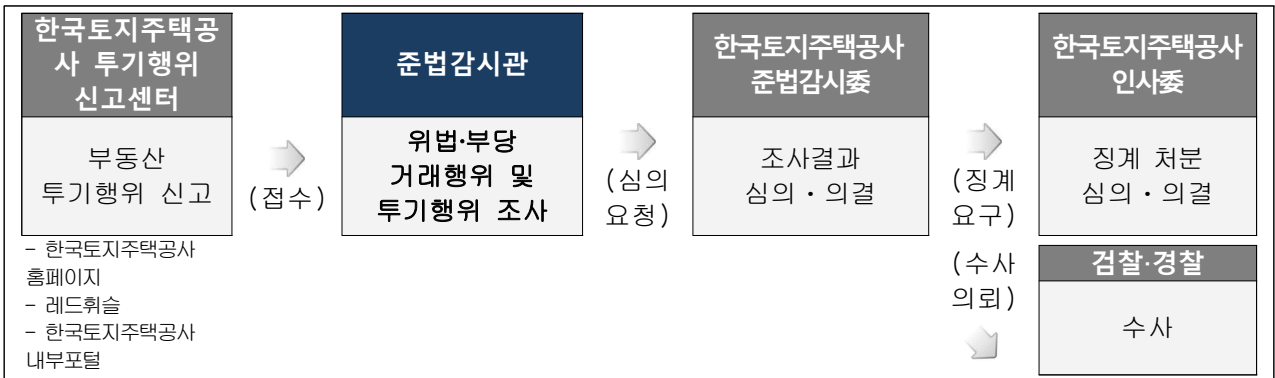 한국토지주택공
사 투기행위
신고센터
부동산
투기행위 신고
- 한국토지주택공사
홈페이지
- 레드휘슬
- 한국토지주택공사
내부포털
(접수)
준법감시관
위법·부당
거래행위 및
투기행위 조사
(심의
요청)
한국토지주택공사
준법감시委
조사결과
심의·의결
(징계
요구)
한국토지주택공사
인사委
징계 처분
심의·의결
(수사
의뢰)
검찰·경찰
수사